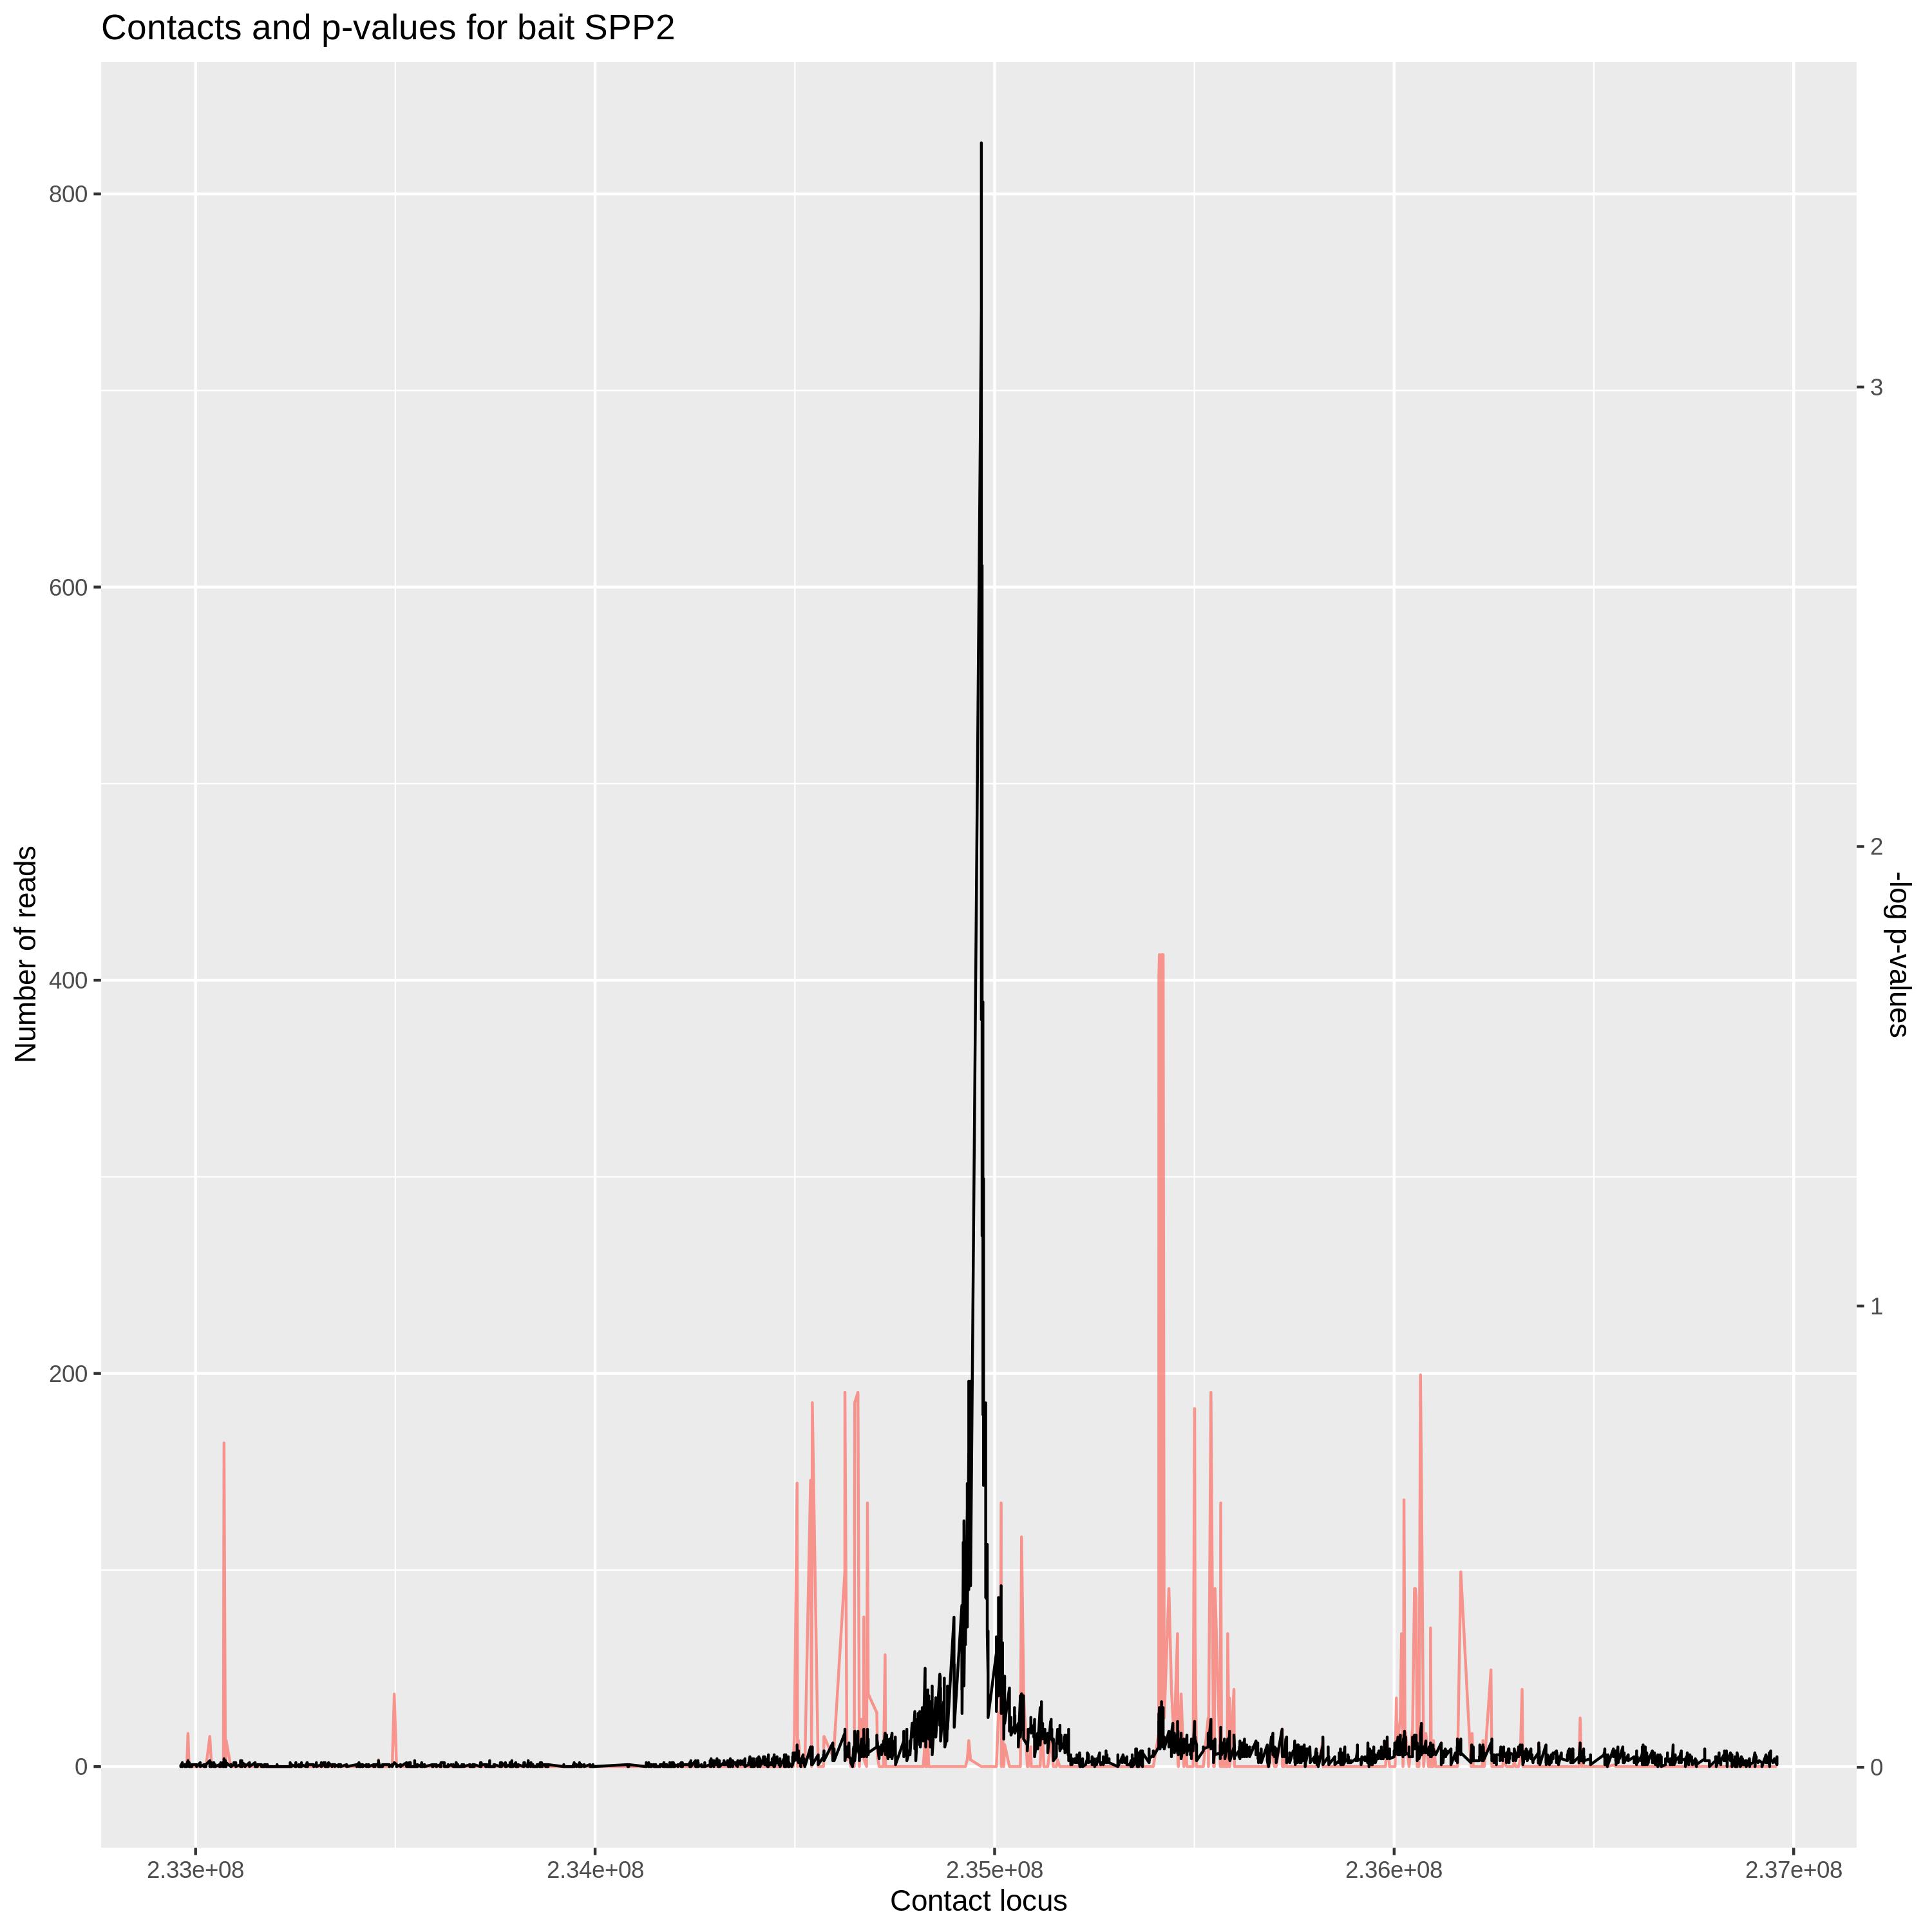 Contacts and p-values for bait SPP2
800
600
400
200
0
Number of reads
3
2
1
0
-log p-values
2.33e+08
2.34e+08
2.35e+08
2.36e+08
2.37e+08
Contact locus